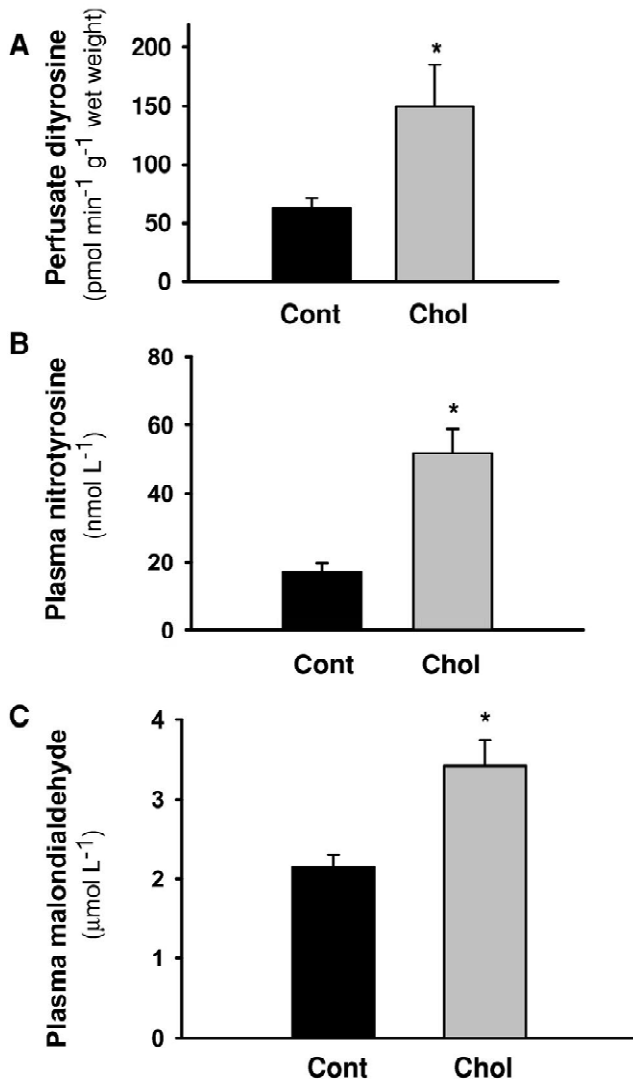 A
Perfusate dityrosine
(pmol min⁻¹ g⁻¹ wet weight)
200
150
100
50
0
*
Cont Chol
B
Plasma nitrotyrosine
(nmol L⁻¹)
80
60
40
20
0
*
Cont Chol
C
Plasma malondialdehyde
(μmol L⁻¹)
4
3
2
1
0
*
Cont Chol